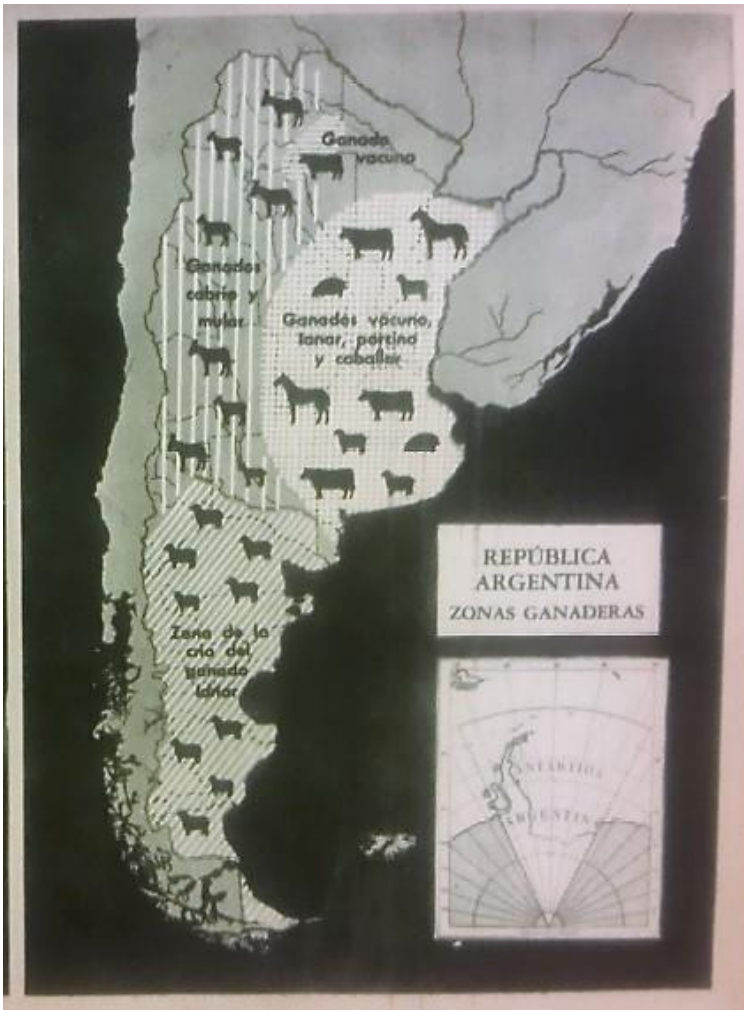 Ganado
vacuno
Ganados
cabrío y
mular
Ganados vacuno,
lanar, porcino
y caballar
Zona de la
cría del
ganado
lanar
REPÚBLICA
ARGENTINA
ZONAS GANADERAS
ANTARTIDA
ARGENTINA